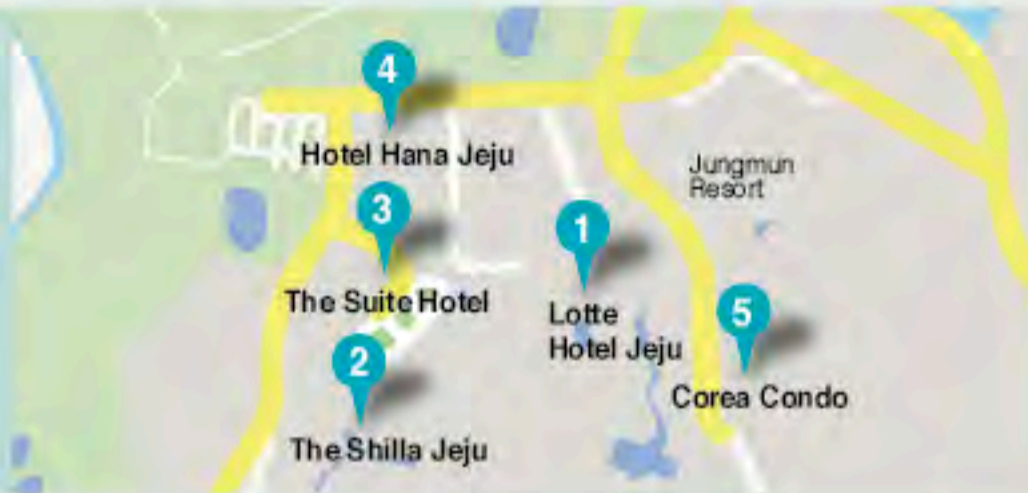 4
Hotel Hana Jeju
Jungmun
Resort
3
1
The Suite Hotel
Lotte
Hotel Jeju
5
2
Corea Condo
The Shilla Jeju